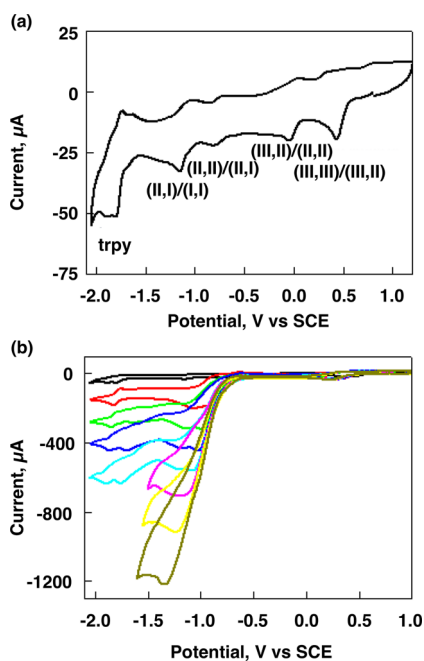 (a)
25
0
-25
-50
-75
Current, μA
(III,II)/(II,II)
(II,II)/(II,I)
(III,III)/(III,II)
(II,I)/(I,I)
trpy
-2.0 -1.5 -1.0 -0.5 0.0 0.5 1.0
Potential, V vs SCE
(b)
0
-400
-800
-1200
Current, μA
-2.0 -1.5 -1.0 -0.5 0.0 0.5 1.0
Potential, V vs SCE